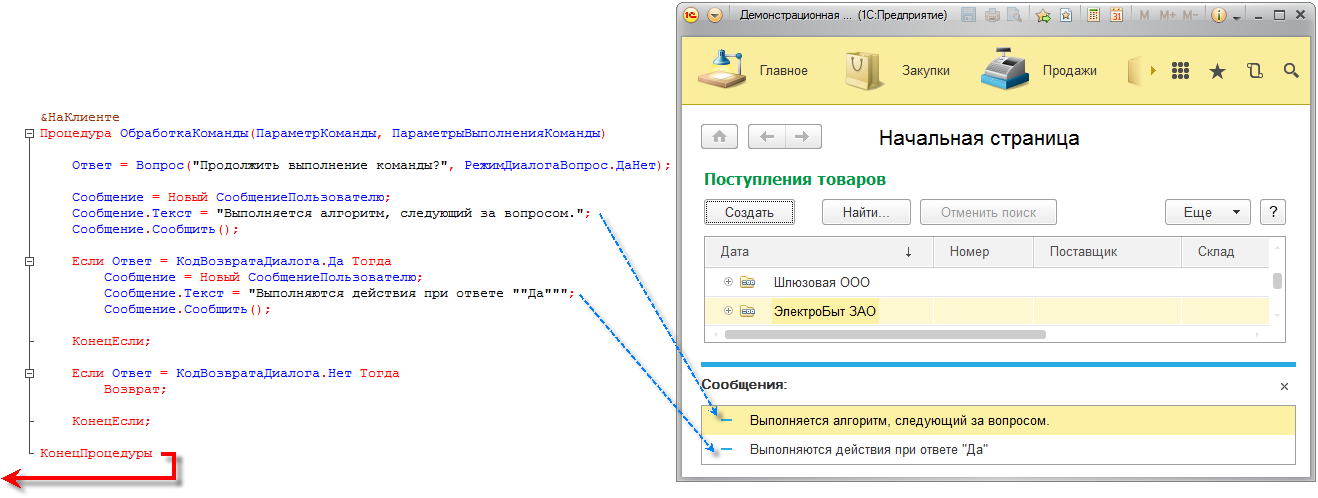 &НаКлиенте
Процедура ОбработкаКоманды(ПараметрКоманды, ПараметрыВыполненияКоманды)
Ответ = Вопрос("Продолжить выполнение команды?", РежимДиалогаВопрос.ДаНет);
Сообщение = Новый СообщениеПользователю;
Сообщение.Текст = "Выполняется алгоритм, следующий за вопросом.";
Сообщение.Сообщить();
Если Ответ = КодВозвратаДиалога.Да Тогда
Сообщение = Новый СообщениеПользователю;
Сообщение.Текст = "Выполняются действия при ответе ""Да""";
Сообщение.Сообщить();
КонецЕсли;
Если Ответ = КодВозвратаДиалога.Нет Тогда
Возврат;
КонецЕсли;
КонецПроцедуры
1С Демонстрационная ... (1С:Предприятие) 31 M M+ M- i
Главное Закупки Продажи
Начальная страница
Поступления товаров
Создать Найти... Отменить поиск Еще ?
Дата ↓ Номер Поставщик Склад
Шлюзовая ООО
ЭлектроБыт ЗАО
Сообщения: ×
Выполняется алгоритм, следующий за вопросом.
Выполняются действия при ответе "Да"